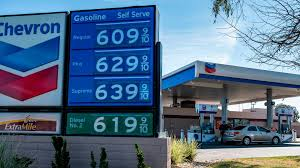 Chevron
Gasoline Self Serve
Regular 609 9/10
Plus 629 9/10
Supreme 639 9/10
Diesel No. 2 619 9/10
ExtraMile